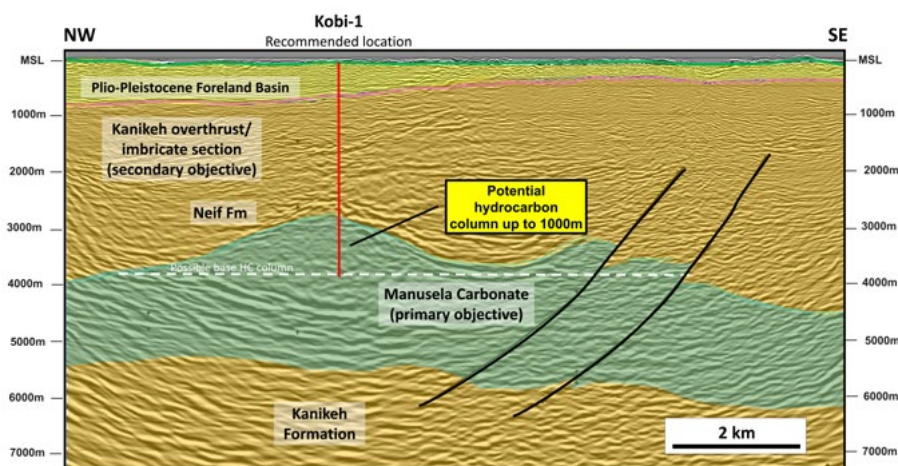 Kobi-1
NW
Recommended location
SE
MSL
MSL
Plio-Pleistocene Foreland Basin
1000m
1000m
Kanikeh overthrust/
imbricate section
(secondary objective)
2000m
2000m
Potential
hydrocarbon
column up to 1000m
Neif Fm
3000m
3000m
Possible base HC column
4000m
4000m
Manusela Carbonate
(primary objective)
5000m
5000m
6000m
6000m
Kanikeh
Formation
2 km
7000m
7000m